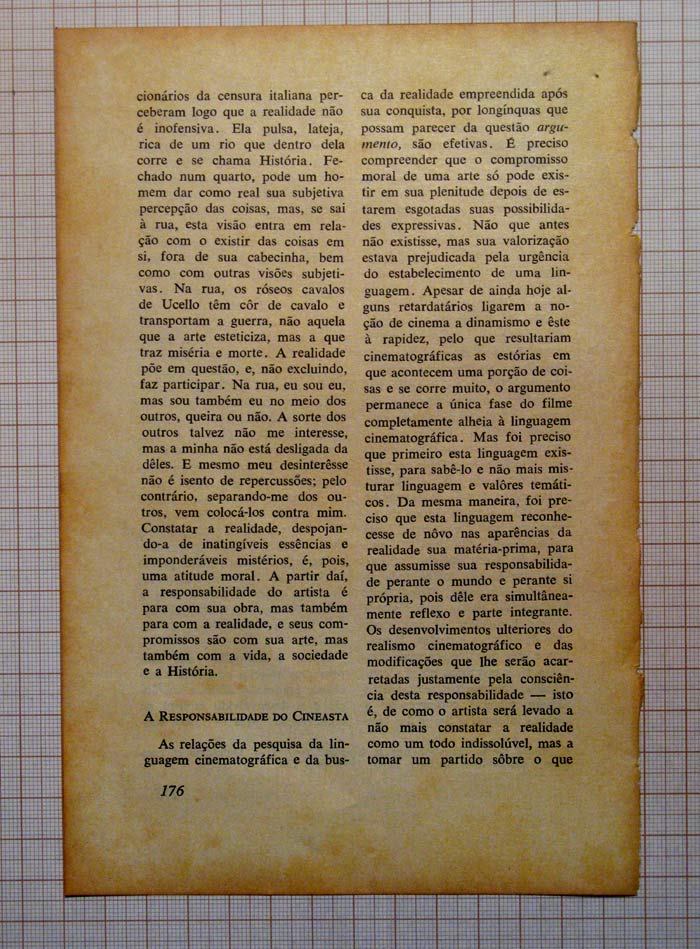 cionários da censura italiana per-
ceberam logo que a realidade não
é inofensiva. Ela pulsa, lateja,
rica de um rio que dentro dela
corre e se chama História. Fe-
chado num quarto, pode um ho-
mem dar como real sua subjetiva
percepção das coisas, mas, se sai
à rua, esta visão entra em rela-
ção com o existir das coisas em
si, fora de sua cabecinha, bem
como com outras visões subjeti-
vas. Na rua, os róseos cavalos
de Ucello têm côr de cavalo e
transportam a guerra, não aquela
que a arte esteticiza, mas a que
traz miséria e morte. A realidade
põe em questão, e, não excluindo,
faz participar. Na rua, eu sou eu,
mas sou também eu no meio dos
outros, queira ou não. A sorte dos
outros talvez não me interesse,
mas a minha não está desligada da
dêles. E mesmo meu desinterêsse
não é isento de repercussões; pelo
contrário, separando-me dos ou-
tros, vem colocá-los contra mim.
Constatar a realidade, despojan-
do-a de inatingíveis essências e
imponderáveis mistérios, é, pois,
uma atitude moral. A partir daí,
a responsabilidade do artista é
para com sua obra, mas também
para com a realidade, e seus com-
promissos são com sua arte, mas
também com a vida, a sociedade
e a História.
A RESPONSABILIDADE DO CINEASTA
As relações da pesquisa da lin-
guagem cinematográfica e da bus-
ca da realidade empreendida após
sua conquista, por longínquas que
possam parecer da questão argu-
mento, são efetivas. É preciso
compreender que o compromisso
moral de uma arte só pode exis-
tir em sua plenitude depois de es-
tarem esgotadas suas possibilida-
des expressivas. Não que antes
não existisse, mas sua valorização
estava prejudicada pela urgência
do estabelecimento de uma lin-
guagem. Apesar de ainda hoje al-
guns retardatários ligarem a no-
ção de cinema a dinamismo e êste
à rapidez, pelo que resultariam
cinematográficas as estórias em
que acontecem uma porção de coi-
sas e se corre muito, o argumento
permanece a única fase do filme
completamente alheia à linguagem
cinematográfica. Mas foi preciso
que primeiro esta linguagem exis-
tisse, para sabê-lo e não mais mis-
turar linguagem e valôres temáti-
cos. Da mesma maneira, foi pre-
ciso que esta linguagem reconhe-
cesse de nôvo nas aparências da
realidade sua matéria-prima, para
que assumisse sua responsabilida-
de perante o mundo e perante si
própria, pois dêle era simultânea-
mente reflexo e parte integrante.
Os desenvolvimentos ulteriores do
realismo cinematográfico e das
modificações que lhe serão acar-
retadas justamente pela consciên-
cia desta responsabilidade — isto
é, de como o artista será levado a
não mais constatar a realidade
como um todo indissolúvel, mas a
tomar um partido sôbre o que
176